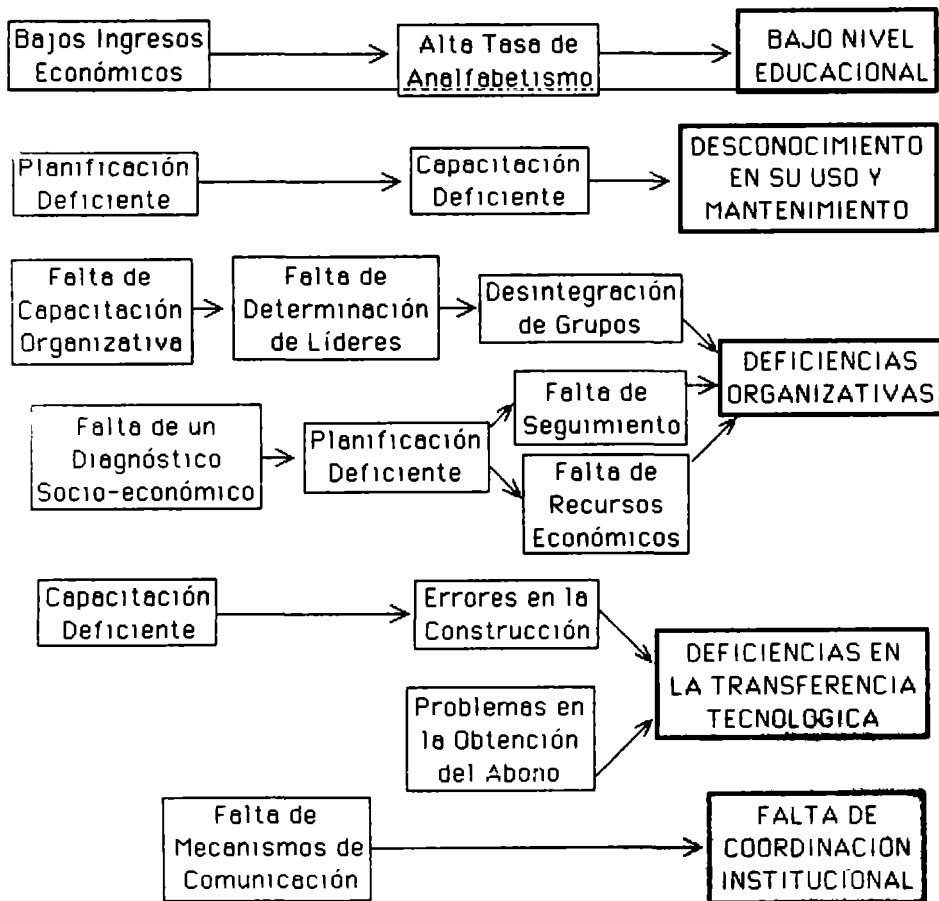 Bajos Ingresos
Económicos
Alta Tasa de
Analfabetismo
BAJO NIVEL
EDUCACIONAL
Planificación
Deficiente
Capacitación
Deficiente
DESCONOCIMIENTO
EN SU USO Y
MANTENIMIENTO
Falta de
Capacitación
Organizativa
Falta de
Determinación
de Líderes
Desintegración
de Grupos
DEFICIENCIAS
ORGANIZATIVAS
Falta de un
Diagnóstico
Socio-económico
Planificación
Deficiente
Falta de
Seguimiento
Falta de
Recursos
Económicos
Capacitación
Deficiente
Errores en la
Construcción
Problemas en
la Obtención
del Abono
DEFICIENCIAS EN
LA TRANSFERENCIA
TECNOLOGICA
Falta de
Mecanismos de
Comunicación
FALTA DE
COORDINACION
INSTITUCIONAL